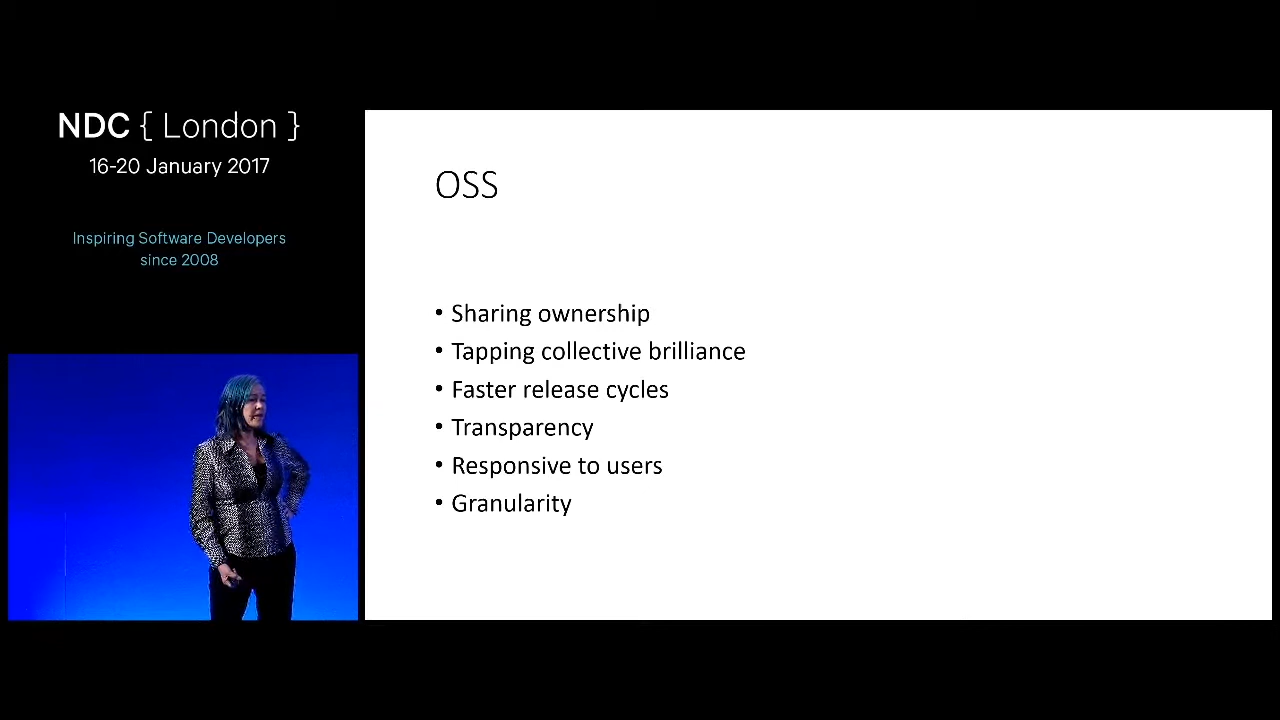 NDC { London }
16-20 January 2017
Inspiring Software Developers
since 2008
OSS
• Sharing ownership
• Tapping collective brilliance
• Faster release cycles
• Transparency
• Responsive to users
• Granularity